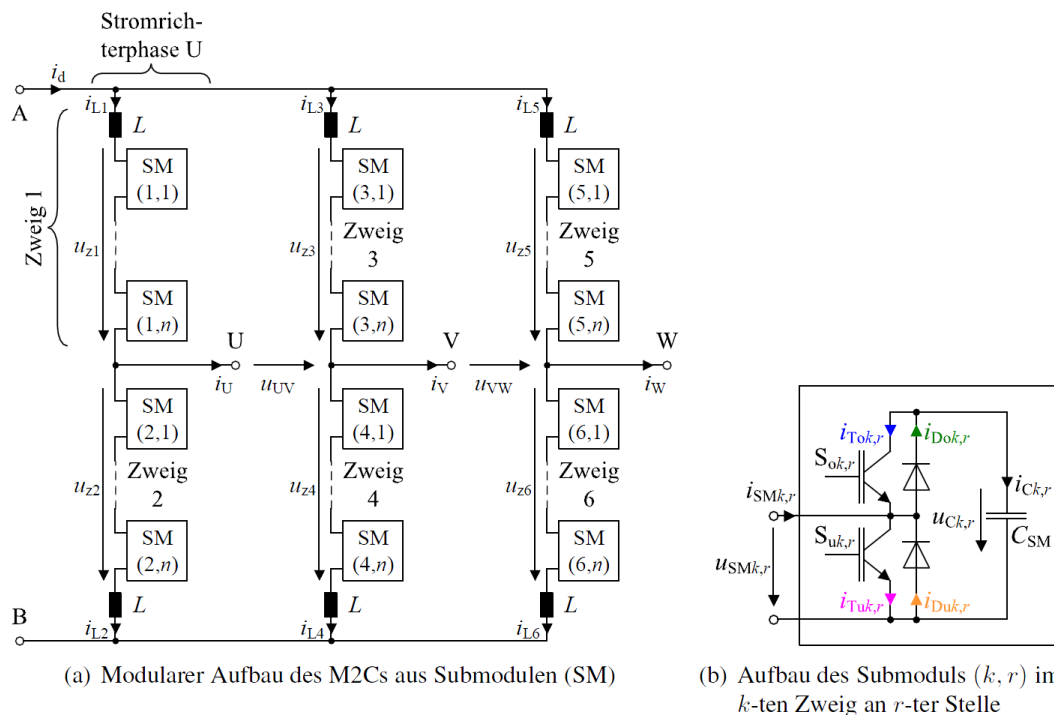 Stromrich-
terphase U
i_d
A
i_L1
i_L3
i_L5
L
L
L
Zweig 1
SM
(1,1)
SM
(3,1)
SM
(5,1)
u_z1
u_z3
Zweig
3
u_z5
Zweig
5
SM
(1,n)
SM
(3,n)
SM
(5,n)
U
V
W
i_U
u_UV
i_V
u_VW
i_W
SM
(2,1)
SM
(4,1)
SM
(6,1)
u_z2
Zweig
2
u_z4
Zweig
4
u_z6
Zweig
6
SM
(2,n)
SM
(4,n)
SM
(6,n)
L
L
L
B
i_L2
i_L4
i_L6
(a) Modularer Aufbau des M2Cs aus Submodulen (SM)
i_Tok,r
i_Dok,r
S_ok,r
i_SMk,r
i_Ck,r
u_Ck,r
C_SM
S_uk,r
u_SMk,r
i_Tuk,r
i_Duk,r
(b) Aufbau des Submoduls (k, r) im
k-ten Zweig an r-ter Stelle